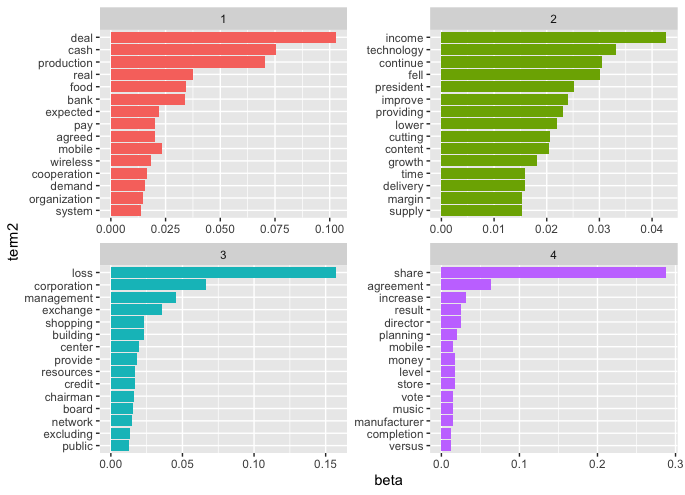 1
deal
cash
production
real
food
bank
expected
pay
agreed
mobile
wireless
cooperation
demand
organization
system
0.000 0.025 0.050 0.075 0.100
2
income
technology
continue
fell
president
improve
providing
lower
cutting
content
growth
time
delivery
margin
supply
0.00 0.01 0.02 0.03 0.04
term2
3
loss
corporation
management
exchange
shopping
building
center
provide
resources
credit
chairman
board
network
excluding
public
0.00 0.05 0.10 0.15
4
share
agreement
increase
result
director
planning
mobile
money
level
store
vote
music
manufacturer
completion
versus
0.0 0.1 0.2 0.3
beta